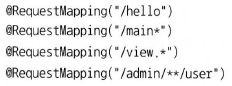 @RequestMapping("/hello")
@RequestMapping("/main*")
@RequestMapping("/view.*")
@RequestMapping("/admin/**/user")